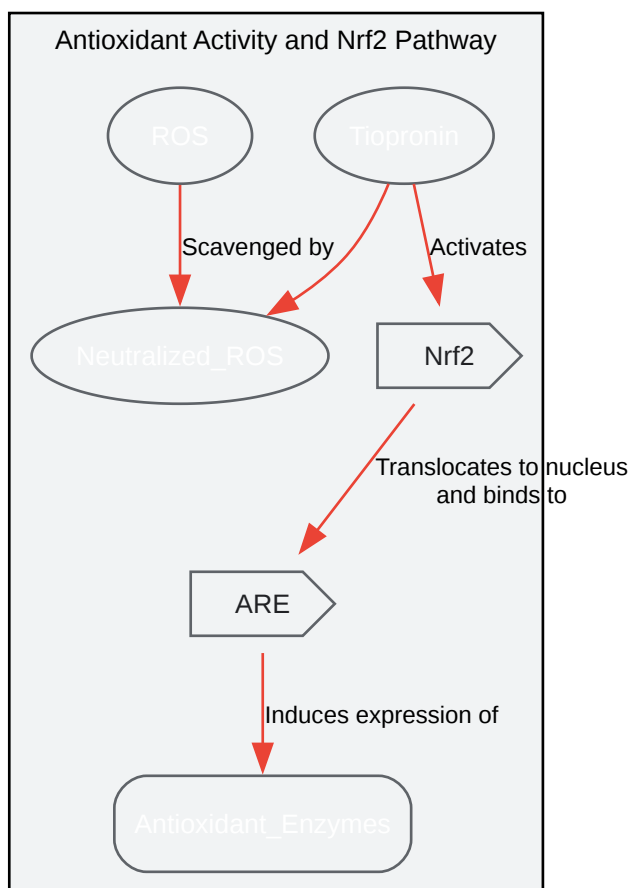 Antioxidant Activity and Nrf2 Pathway
ROS
Tiopronin
Scavenged by
Activates
Neutralized_ROS
Nrf2
Translocates to nucleus
and binds to
ARE
Induces expression of
Antioxidant_Enzymes